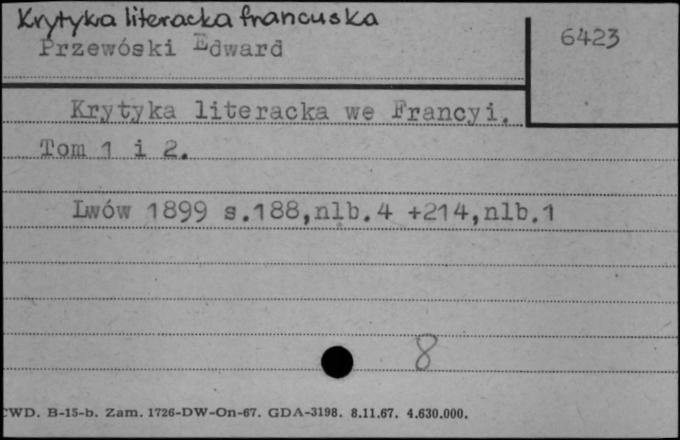 Krytyka literacka francuska
Przewóski Edward
6423
Krytyka literacka we Francyi.
Tom 1 i 2.
Lwów 1899 s.188,nlb.4 +214,nlb.1
8
CWD. B-15-b. Zam. 1726-DW-On-67. GDA-3198. 8.11.67. 4.630.000.